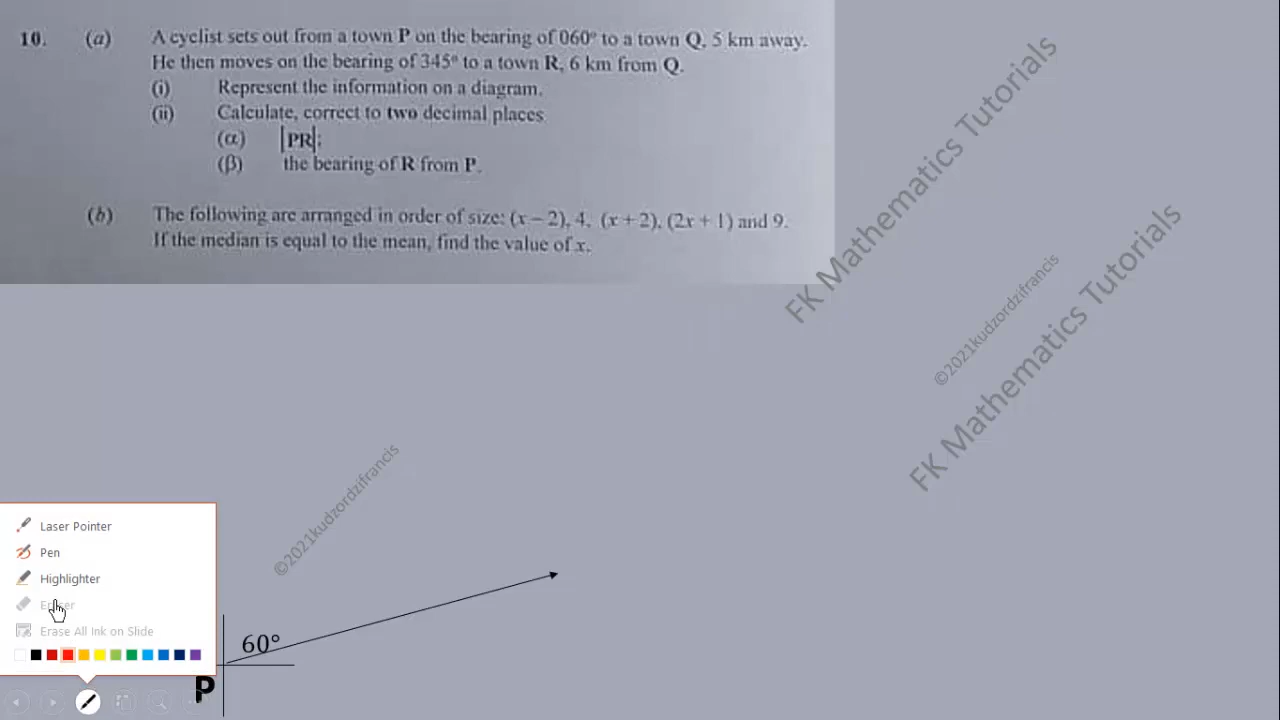 10. (a) A cyclist sets out from a town P on the bearing of 060° to a town Q, 5 km away.
He then moves on the bearing of 345° to a town R, 6 km from Q.
(i) Represent the information on a diagram.
(ii) Calculate, correct to two decimal places
(α) |PR|;
(β) the bearing of R from P.
(b) The following are arranged in order of size: (x – 2), 4, (x + 2), (2x + 1) and 9.
If the median is equal to the mean, find the value of x.
FK Mathematics Tutorials
©2021kudzordzifrancis
FK Mathematics Tutorials
©2021kudzordzifrancis
Laser Pointer
Pen
Highlighter
Eraser
Erase All Ink on Slide
60°
P